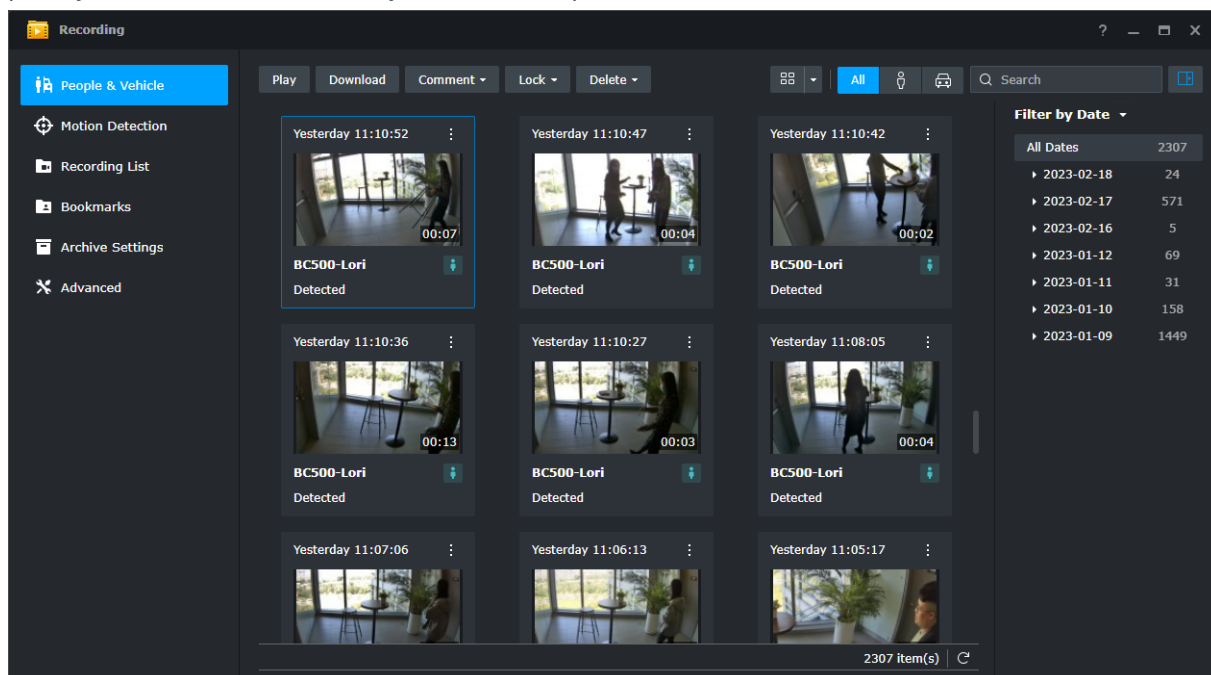 Recording
?
People & Vehicle
Motion Detection
Recording List
Bookmarks
Archive Settings
Advanced
Play Download Comment Lock Delete All Search
Yesterday 11:10:52
00:07
BC500-Lori
Detected
Yesterday 11:10:47
00:04
BC500-Lori
Detected
Yesterday 11:10:42
00:02
BC500-Lori
Detected
Yesterday 11:10:36
00:13
BC500-Lori
Detected
Yesterday 11:10:27
00:03
BC500-Lori
Detected
Yesterday 11:08:05
00:04
BC500-Lori
Detected
Yesterday 11:07:06
Yesterday 11:06:13
Yesterday 11:05:17
2307 item(s)
Filter by Date
All Dates 2307
2023-02-18 24
2023-02-17 571
2023-02-16 5
2023-01-12 69
2023-01-11 31
2023-01-10 158
2023-01-09 1449